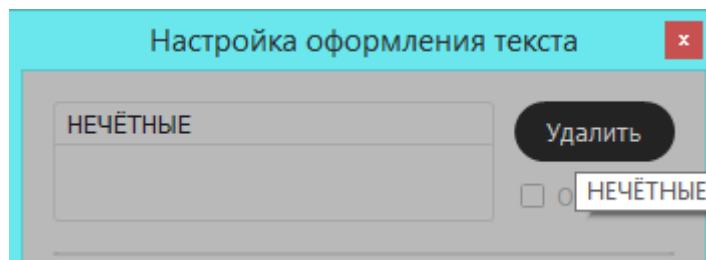 Настройка оформления текста
x
НЕЧЁТНЫЕ
Удалить
НЕЧЁТНЫЕ